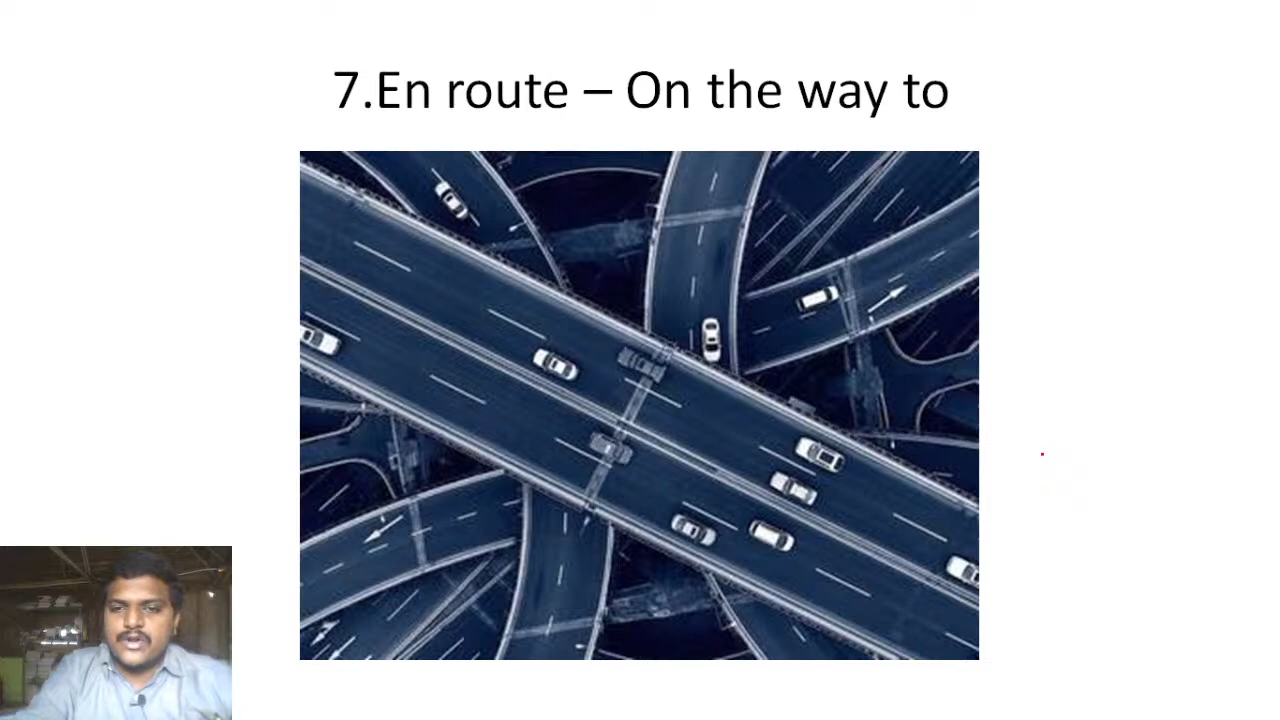 7.En route – On the way to